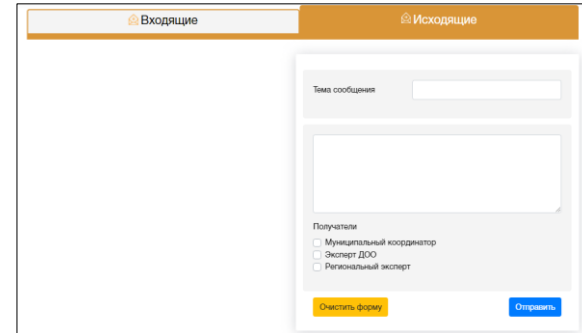 Входящие
Исходящие
Тема сообщения
Получатели
Муниципальный координатор
Эксперт ДОО
Региональный эксперт
Очистить форму
Отправить